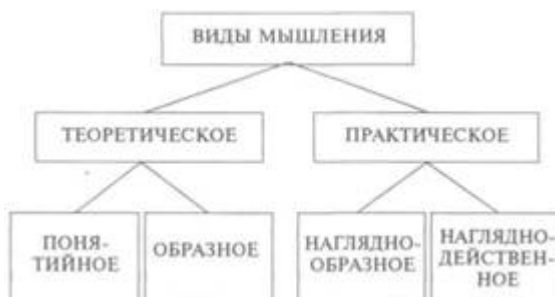 ВИДЫ МЫШЛЕНИЯ
ТЕОРЕТИЧЕСКОЕ
ПРАКТИЧЕСКОЕ
ПОНЯ-
ТИЙНОЕ
ОБРАЗНОЕ
НАГЛЯДНО-
ОБРАЗНОЕ
НАГЛЯДНО-
ДЕЙСТВЕН-
НОЕ